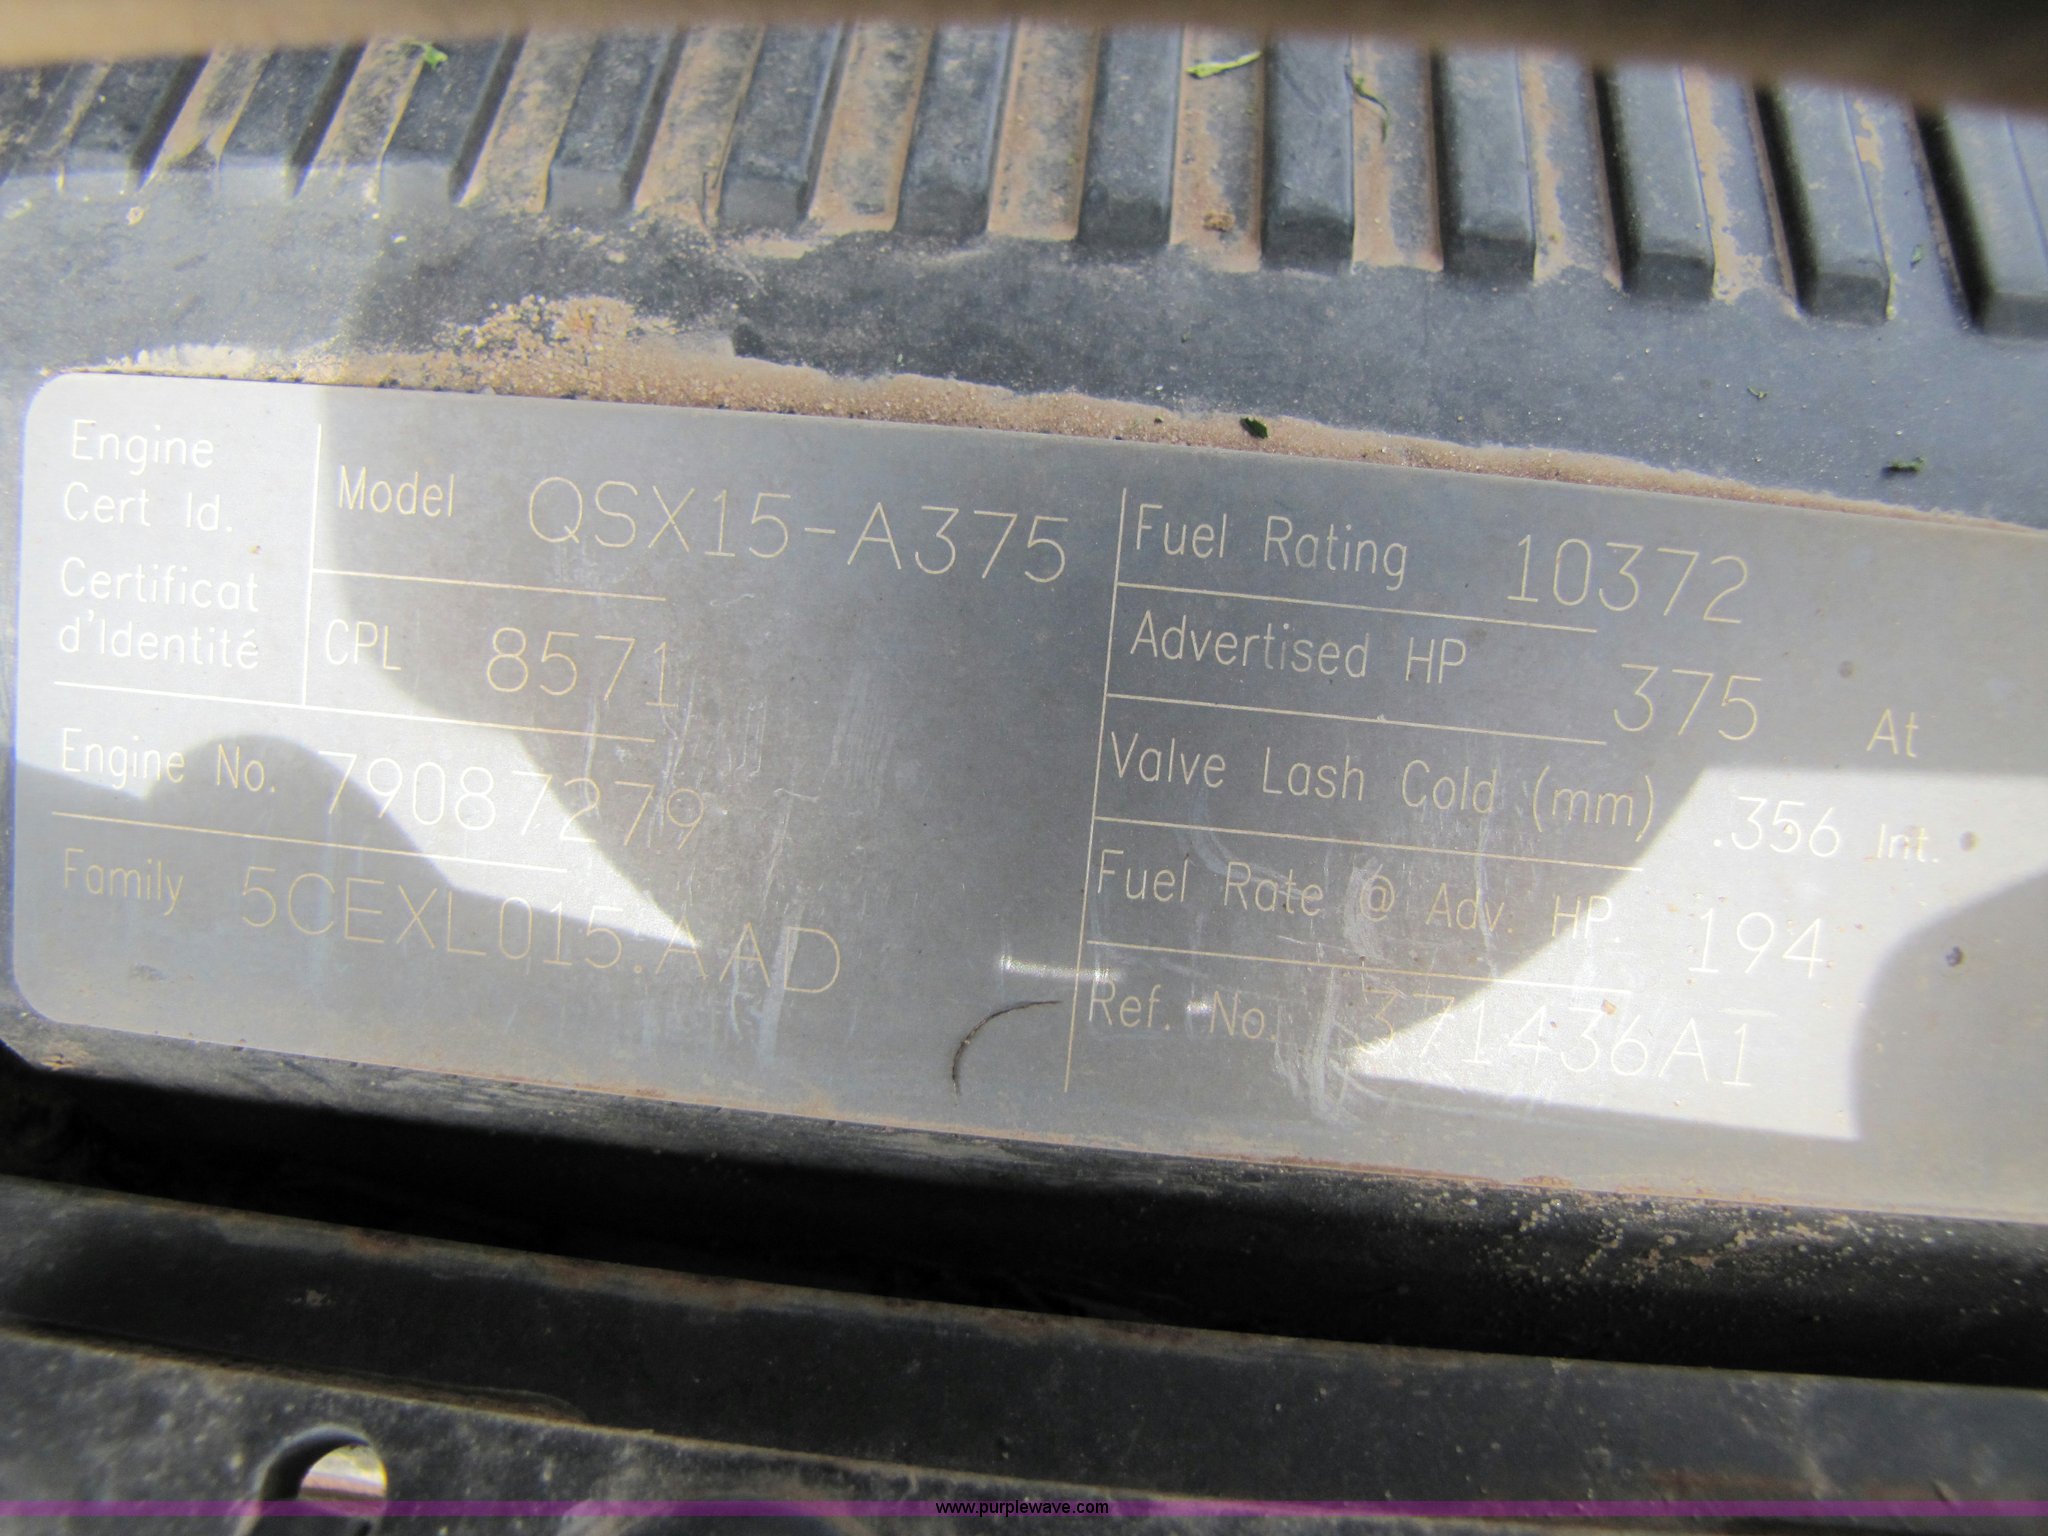 Engine
Cert Id.
Certificat
d'Identité
Model QSX15-A375
CPL 8571
Engine No. 79087279
Family 5CEXL015.AAD
Fuel Rating 10372
Advertised HP 375 At
Valve Lash Cold (mm) .356 Int.
Fuel Rate @ Adv. HP. 194
Ref. No. 371436A1
www.purplewave.com